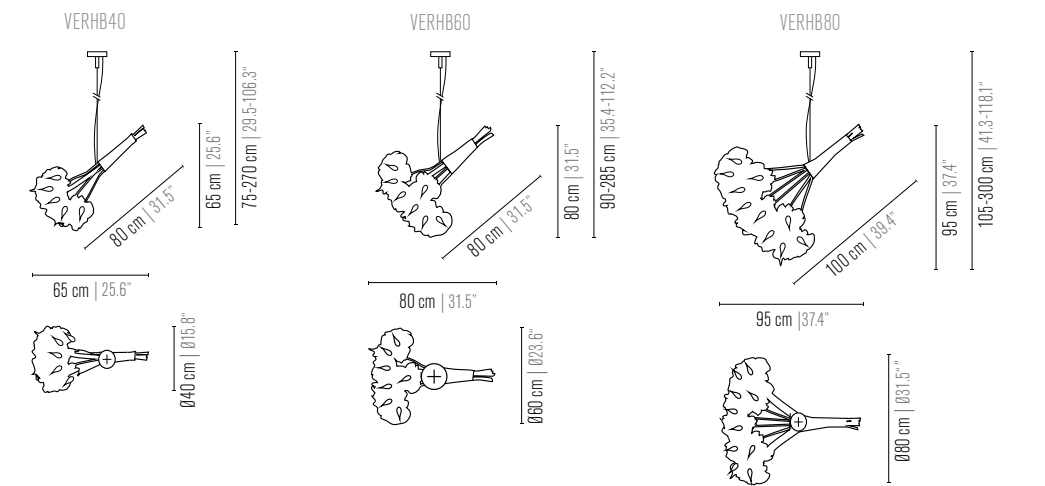 VERHB40
65 cm | 25.6"
75-270 cm | 29.5-106.3"
80 cm | 31.5"
65 cm | 25.6"
Ø40 cm | Ø15.8"
VERHB60
80 cm | 31.5"
90-285 cm | 35.4-112.2"
80 cm | 31.5"
80 cm | 31.5"
Ø60 cm | Ø23.6"
VERHB80
95 cm | 37.4"
105-300 cm | 41.3-118.1"
100 cm | 39.4"
95 cm |37.4"
Ø80 cm | Ø31.5""